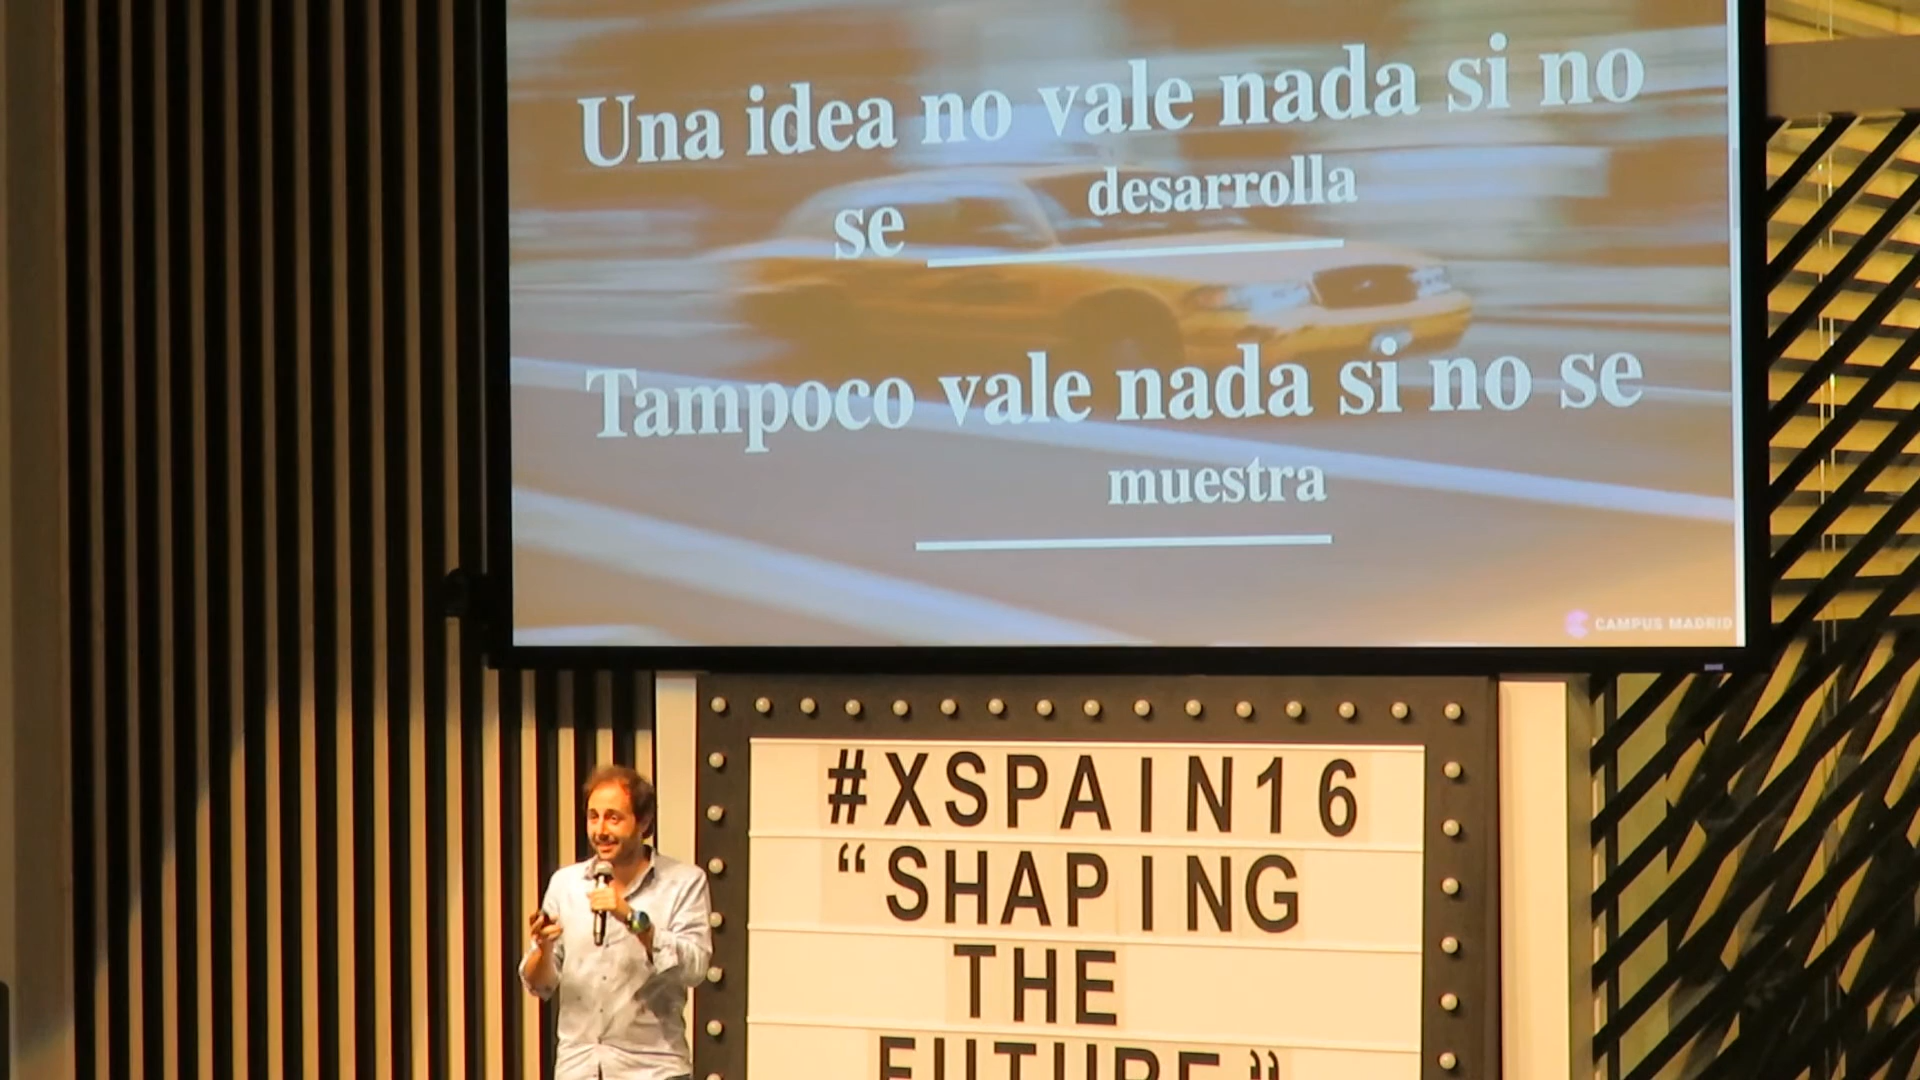 Una idea no vale nada si no
desarrolla
se
Tampoco vale nada si no se
muestra
CAMPUS MADRID
#XSPAIN16
“SHAPING
THE
FUTURE”